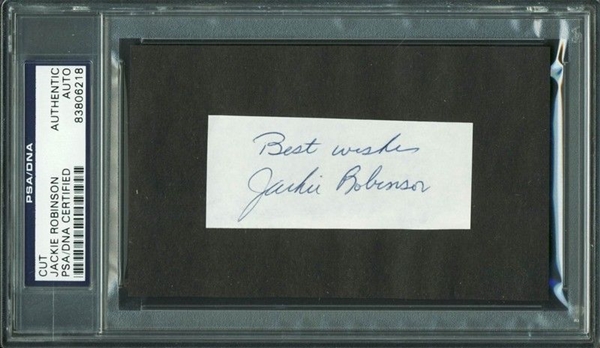 PSA/DNA
CUT
JACKIE ROBINSON
PSA/DNA CERTIFIED
AUTHENTIC
AUTO
83806218
Best wishes
Jackie Robinson